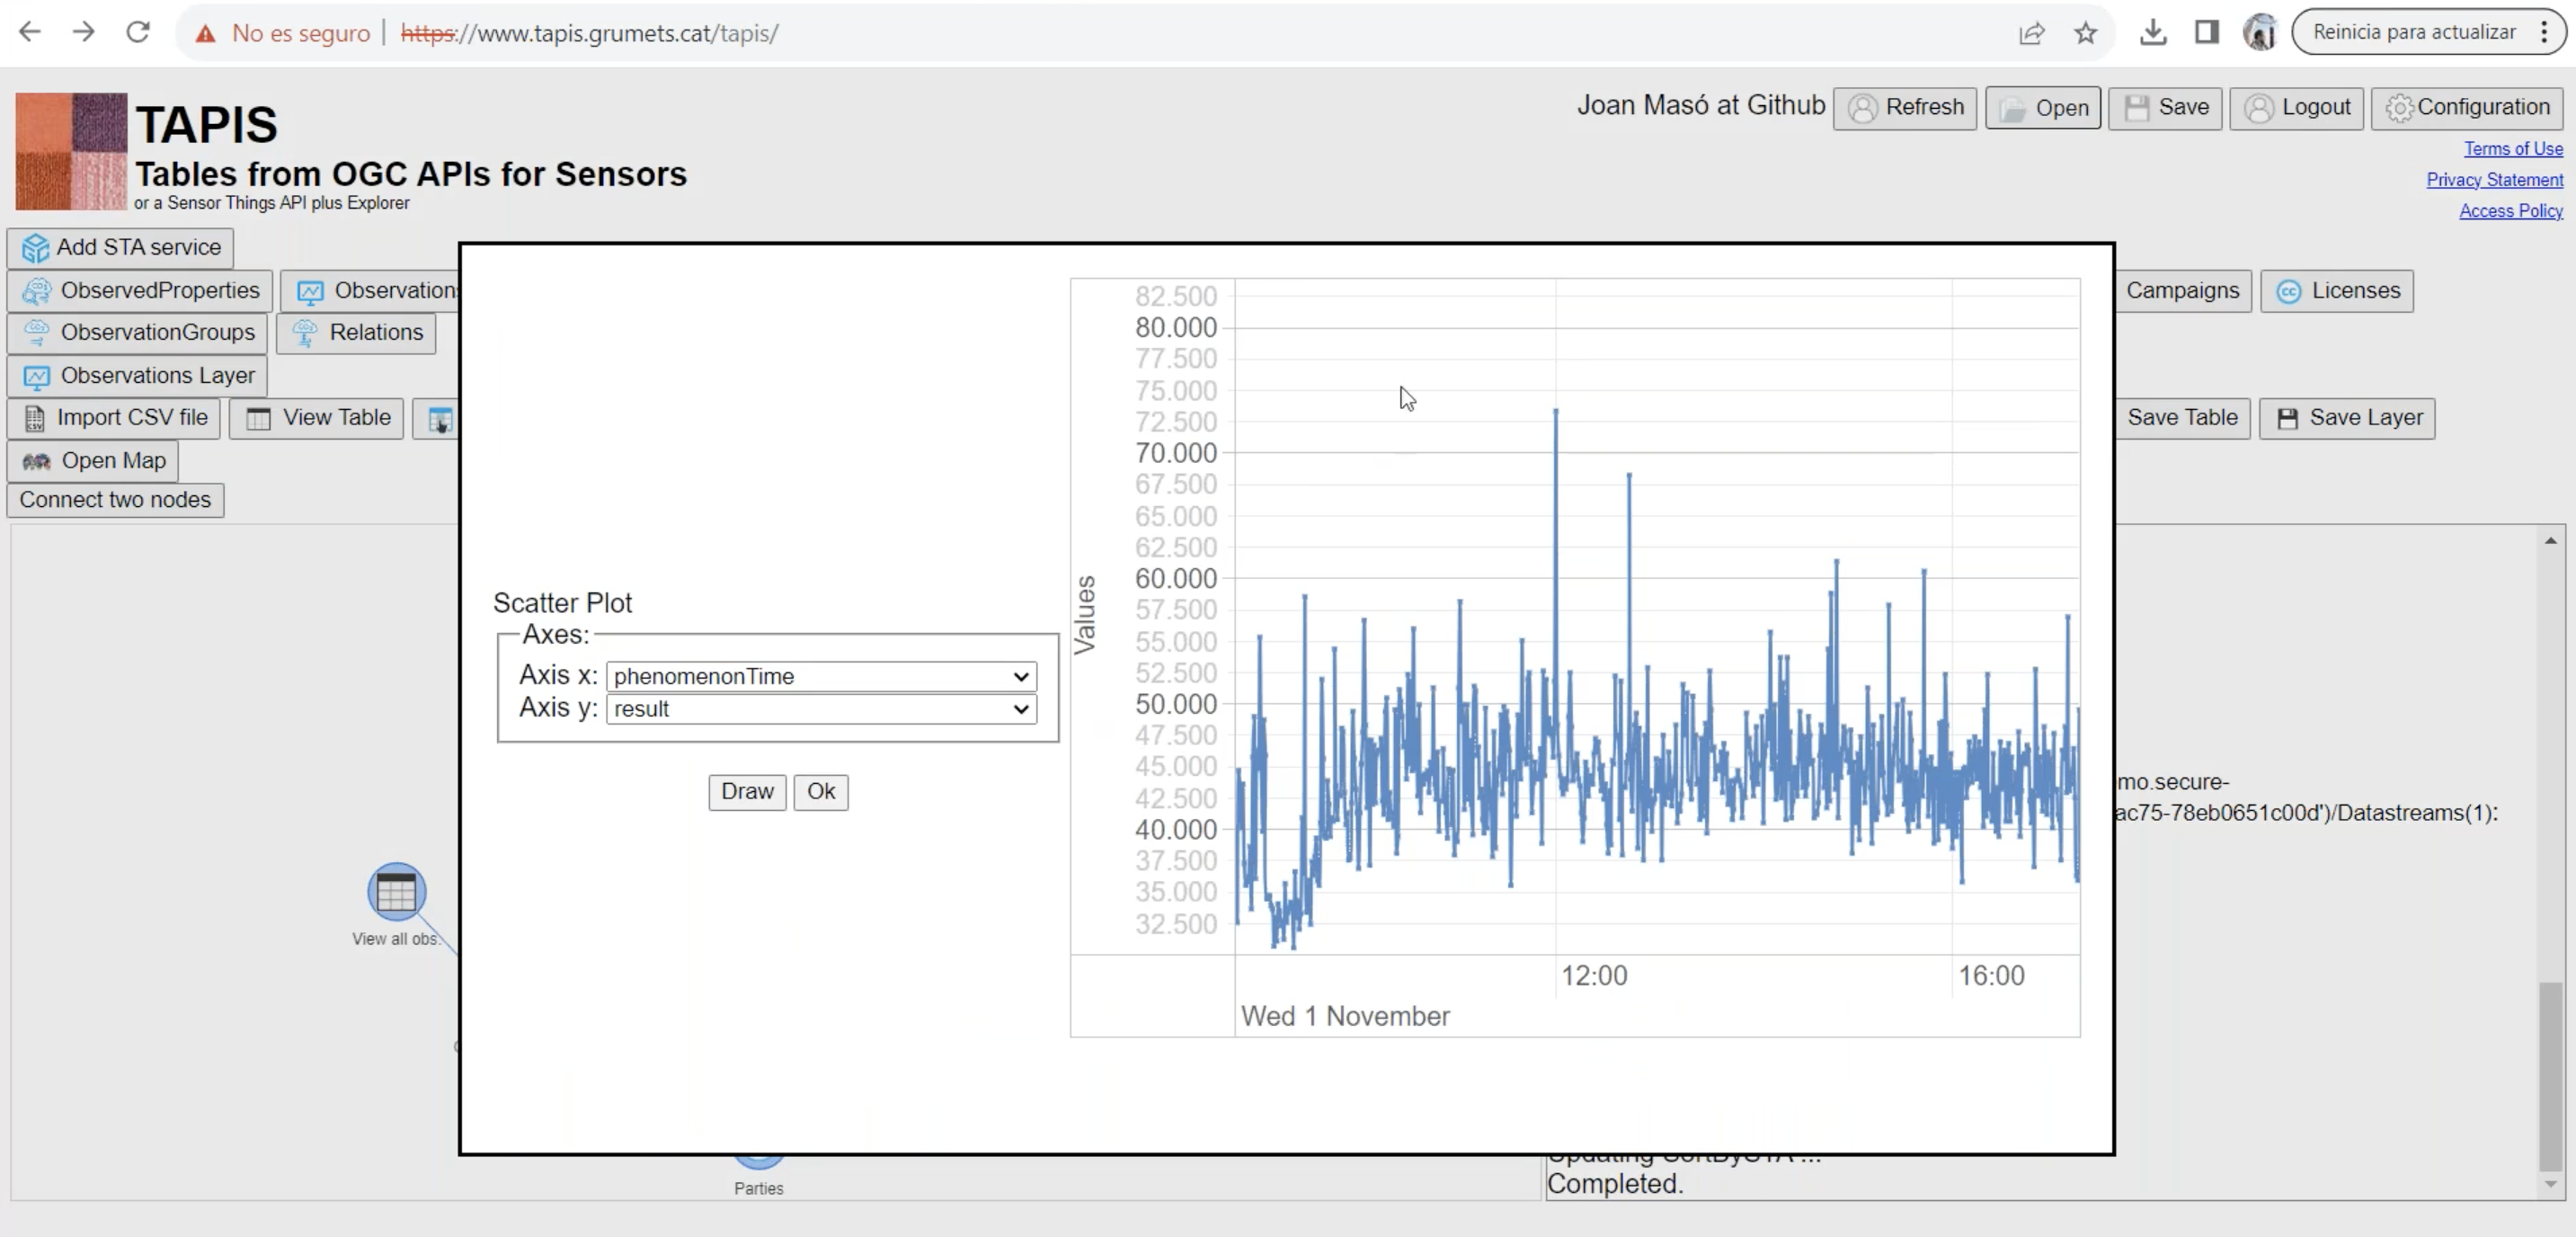 No es seguro
https://www.tapis.grumets.cat/tapis/
Reinicia para actualizar
TAPIS
Tables from OGC APIs for Sensors
or a Sensor Things API plus Explorer
Joan Masó at Github
Refresh
Open
Save
Logout
Configuration
Terms of Use
Privacy Statement
Access Policy
Add STA service
ObservedProperties
Observation
Campaigns
Licenses
ObservationGroups
Relations
Observations Layer
Import CSV file
View Table
Save Table
Save Layer
Open Map
Connect two nodes
Scatter Plot
Axes:
Axis x: phenomenonTime
Axis y: result
Draw
Ok
Values
82.500
80.000
77.500
75.000
72.500
70.000
67.500
65.000
62.500
60.000
57.500
55.000
52.500
50.000
47.500
45.000
42.500
40.000
37.500
35.000
32.500
12:00
16:00
Wed 1 November
mo.secure-
ac75-78eb0651c00d')/Datastreams(1):
View all obs.
Parties
Updating SortBySTA ...
Completed.